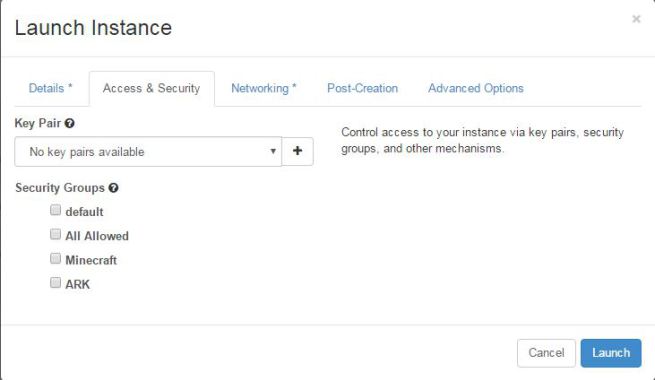 Launch Instance
×
Details *
Access & Security
Networking *
Post-Creation
Advanced Options
Key Pair
No key pairs available
+
Control access to your instance via key pairs, security
groups, and other mechanisms.
Security Groups
default
All Allowed
Minecraft
ARK
Cancel
Launch